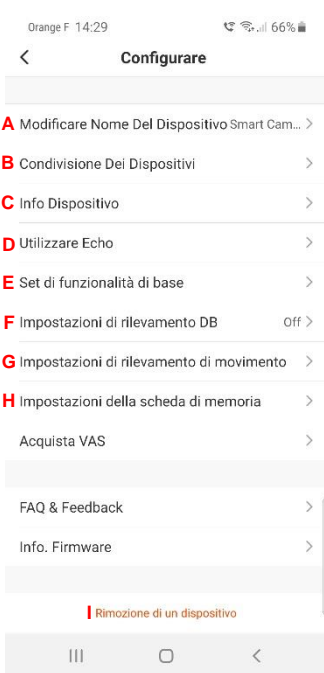 Orange F 14:29 66%
Configurare
A Modificare Nome Del Dispositivo Smart Cam...
B Condivisione Dei Dispositivi
C Info Dispositivo
D Utilizzare Echo
E Set di funzionalità di base
F Impostazioni di rilevamento DB Off
G Impostazioni di rilevamento di movimento
H Impostazioni della scheda di memoria
Acquista VAS
FAQ & Feedback
Info. Firmware
I Rimozione di un dispositivo